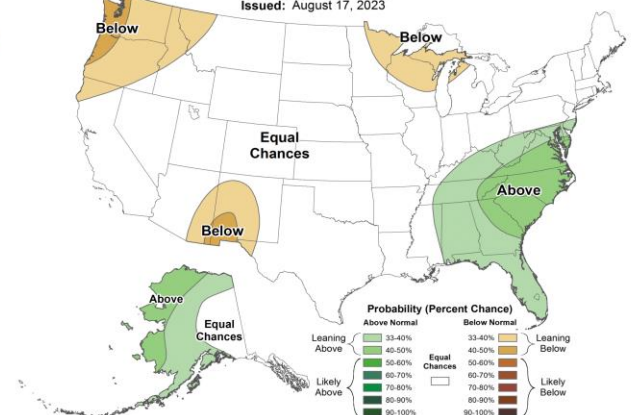 Issued: August 17, 2023
Below
Below
Equal
Chances
Above
Below
Above
Equal
Chances
Probability (Percent Chance)
Above Normal
Below Normal
Leaning
Above
33-40%
40-50%
50-60%
60-70%
70-80%
80-90%
90-100%
Likely
Above
Equal
Chances
33-40%
40-50%
50-60%
60-70%
70-80%
80-90%
90-100%
Leaning
Below
Likely
Below